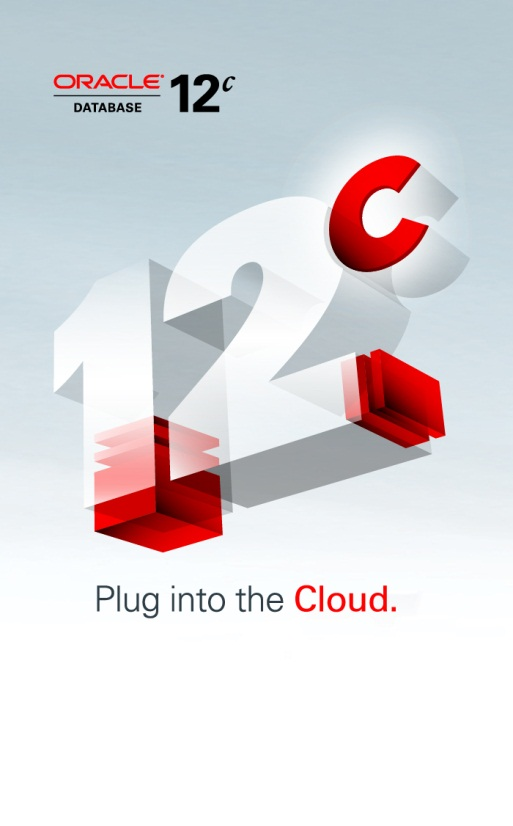 ORACLE® 12c
DATABASE
12c
Plug into the Cloud.